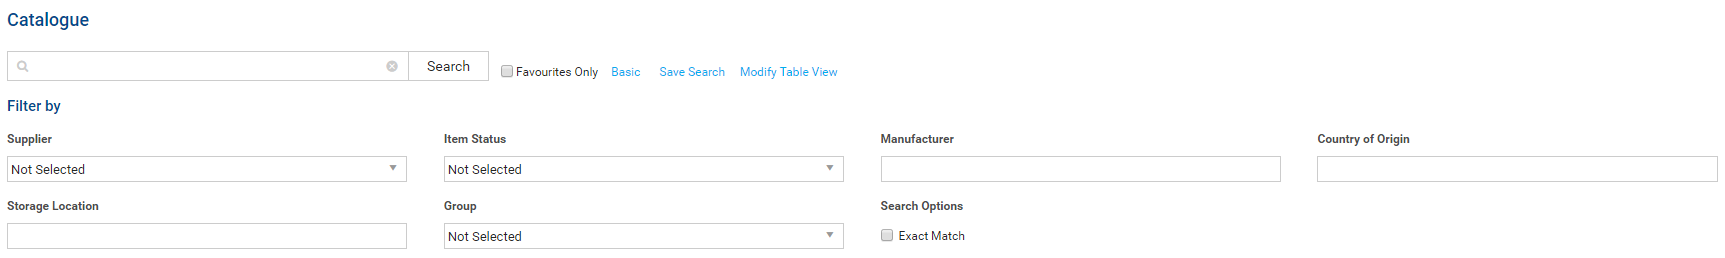 Catalogue
Search Favourites Only Basic Save Search Modify Table View
Filter by
Supplier Item Status Manufacturer Country of Origin
Not Selected Not Selected
Storage Location Group Search Options
Not Selected Exact Match